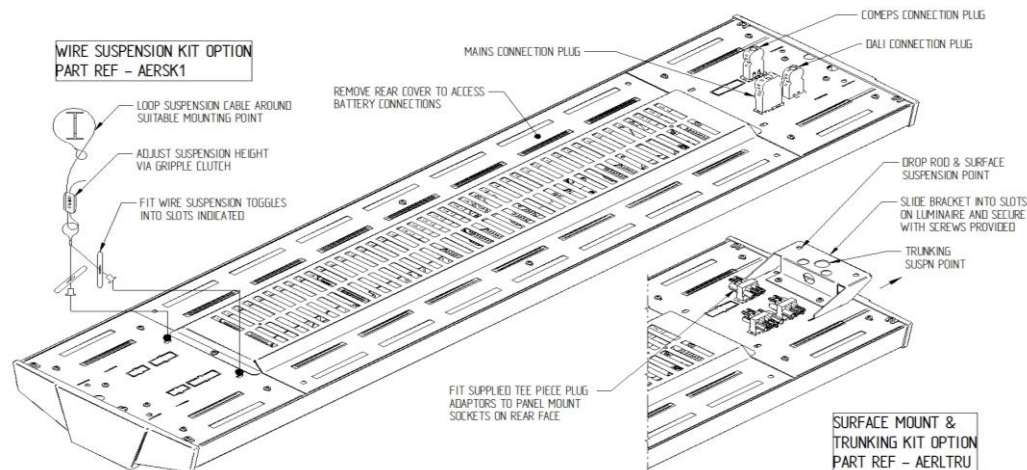 WIRE SUSPENSION KIT OPTION
PART REF - AERSK1
LOOP SUSPENSION CABLE AROUND
SUITABLE MOUNTING POINT
ADJUST SUSPENSION HEIGHT
VIA GRIPPLE CLUTCH
FIT WIRE SUSPENSION TOGGLES
INTO SLOTS INDICATED
REMOVE REAR COVER TO ACCESS
BATTERY CONNECTIONS
MAINS CONNECTION PLUG
COMEPS CONNECTION PLUG
DALI CONNECTION PLUG
DROP ROD & SURFACE
SUSPENSION POINT
SLIDE BRACKET INTO SLOTS
ON LUMINAIRE AND SECURE
WITH SCREWS PROVIDED
TRUNKING
SUSPN POINT
FIT SUPPLIED TEE PIECE PLUG
ADAPTORS TO PANEL MOUNT
SOCKETS ON REAR FACE
SURFACE MOUNT &
TRUNKING KIT OPTION
PART REF - AERLTRU